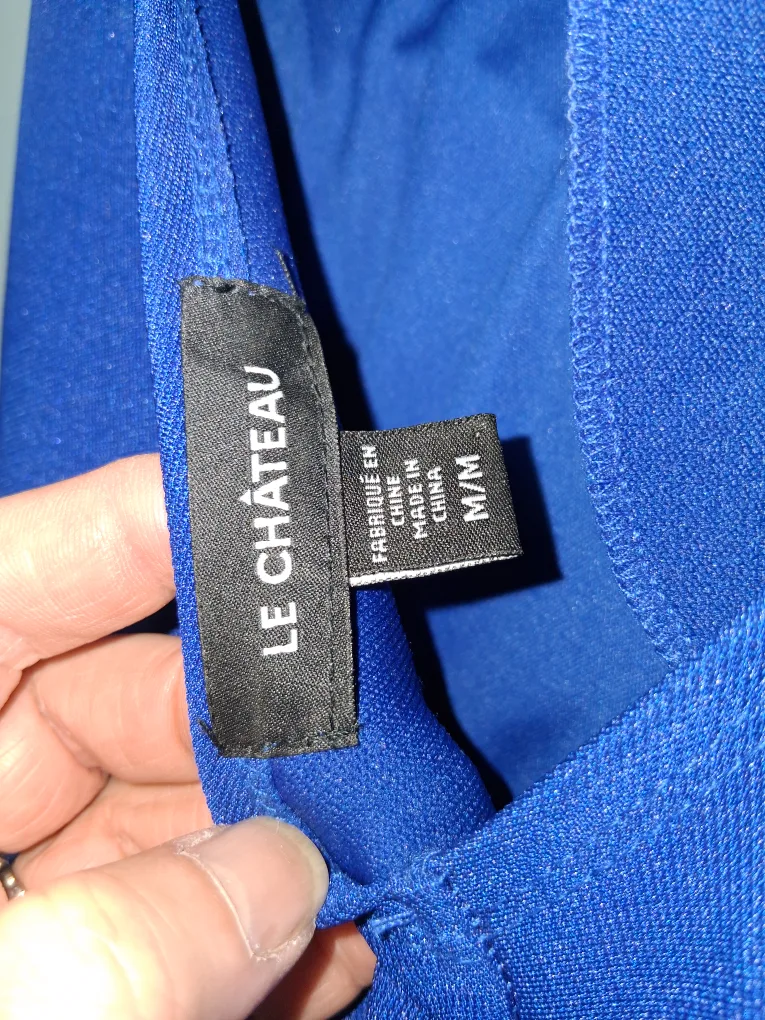 LE CHÂTEAU
FABRIQUÉ EN
CHINE
MADE IN
CHINA
M/M